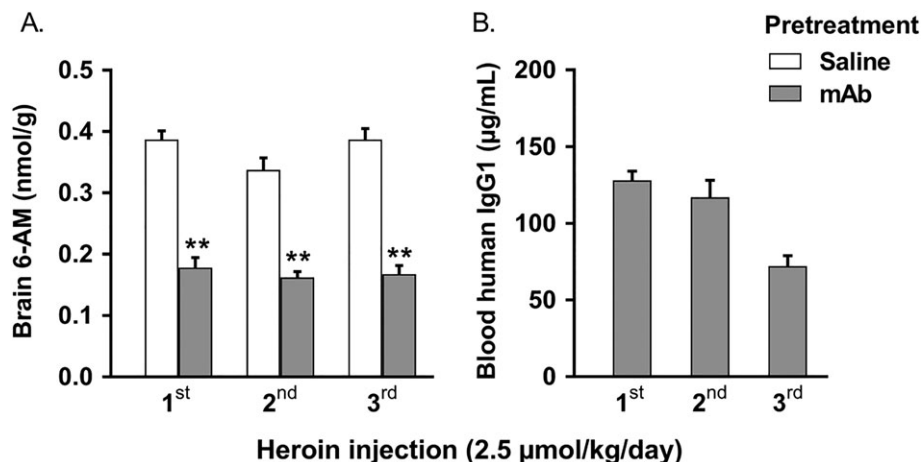 A.
B.
Pretreatment
Saline
mAb
Brain 6-AM (nmol/g)
0.5
0.4
0.3
0.2
0.1
0.0
**
**
**
1st
2nd
3rd
Blood human IgG1 (µg/mL)
200
150
100
50
0
1st
2nd
3rd
Heroin injection (2.5 µmol/kg/day)